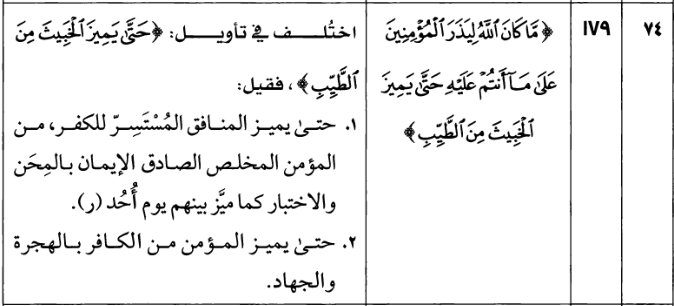 ٧٤
١٧٩
﴿مَّا كَانَ ٱللَّهُ لِيَذَرَ ٱلْمُؤْمِنِينَ
عَلَىٰ مَآ أَنتُمْ عَلَيْهِ حَتَّىٰ يَمِيزَ
ٱلْخَبِيثَ مِنَ ٱلطَّيِّبِ﴾
اختُلف في تأويل: ﴿حَتَّىٰ يَمِيزَ ٱلْخَبِيثَ مِنَ
ٱلطَّيِّبِ﴾، فقيل:
١. حتىٰ يميز المنافق المُسْتَسِرّ للكفر، من
المؤمن المخلص الصادق الإيمان بالمِحَن
والاختبار كما ميَّز بينهم يوم أُحُد (ر).
٢. حتىٰ يميز المؤمن من الكافر بالهجرة
والجهاد.